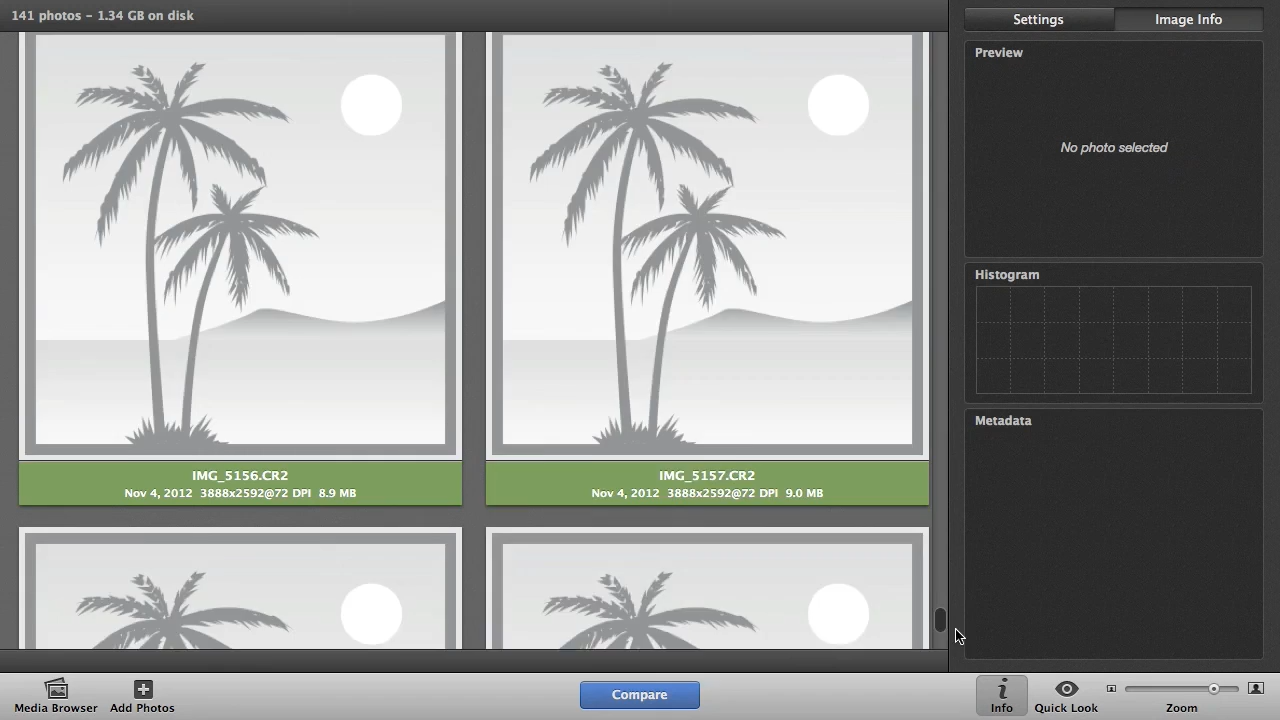 141 photos – 1.34 GB on disk
Settings
Image Info
Preview
No photo selected
Histogram
Metadata
IMG_5156.CR2
Nov 4, 2012 3888x2592@72 DPI 8.9 MB
IMG_5157.CR2
Nov 4, 2012 3888x2592@72 DPI 9.0 MB
Media Browser
Add Photos
Compare
Info
Quick Look
Zoom